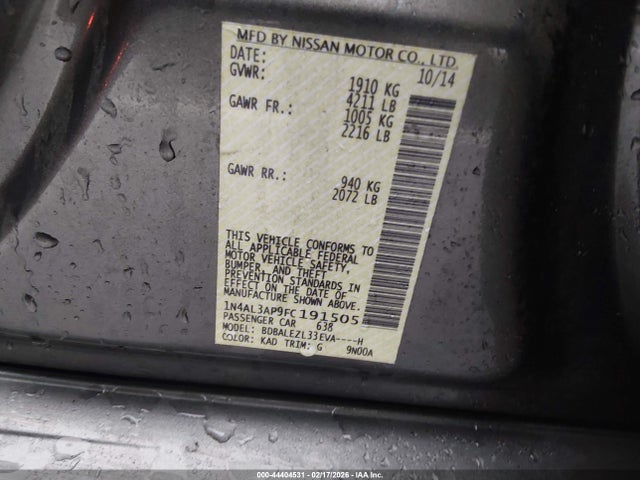 MFD BY NISSAN MOTOR CO., LTD.
DATE: 10/14
GVWR: 1910 KG
4211 LB
GAWR FR.: 1005 KG
2216 LB
GAWR RR.: 940 KG
2072 LB
THIS VEHICLE CONFORMS TO
ALL APPLICABLE FEDERAL
MOTOR VEHICLE SAFETY,
BUMPER, AND THEFT
PREVENTION STANDARDS IN
EFFECT ON THE DATE OF
MANUFACTURE SHOWN ABOVE.
1N4AL3AP9FC191505
PASSENGER CAR 638
MODEL: BDBALEZL33EVA----H
COLOR: KAD TRIM: G 9N00A
000-44404531 - 02/17/2026 - IAA Inc.